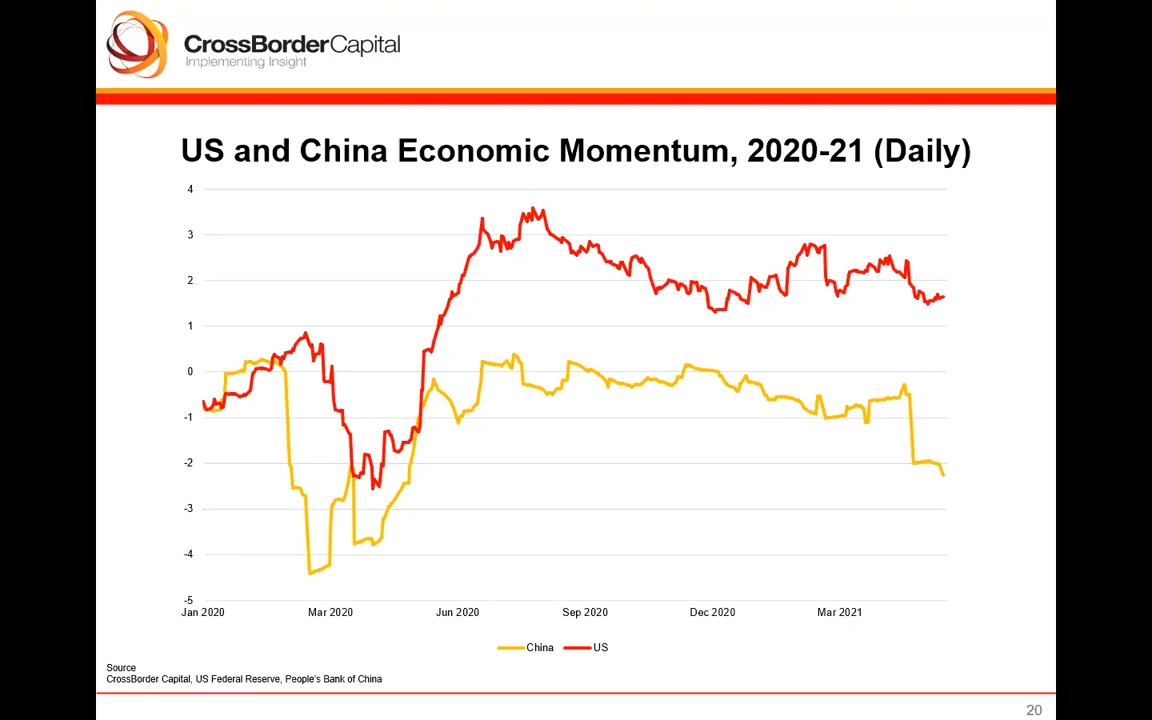 CrossBorderCapital
Implementing Insight
US and China Economic Momentum, 2020-21 (Daily)
4
3
2
1
0
-1
-2
-3
-4
-5
Jan 2020 Mar 2020 Jun 2020 Sep 2020 Dec 2020 Mar 2021
China US
Source
CrossBorder Capital, US Federal Reserve, People's Bank of China
20